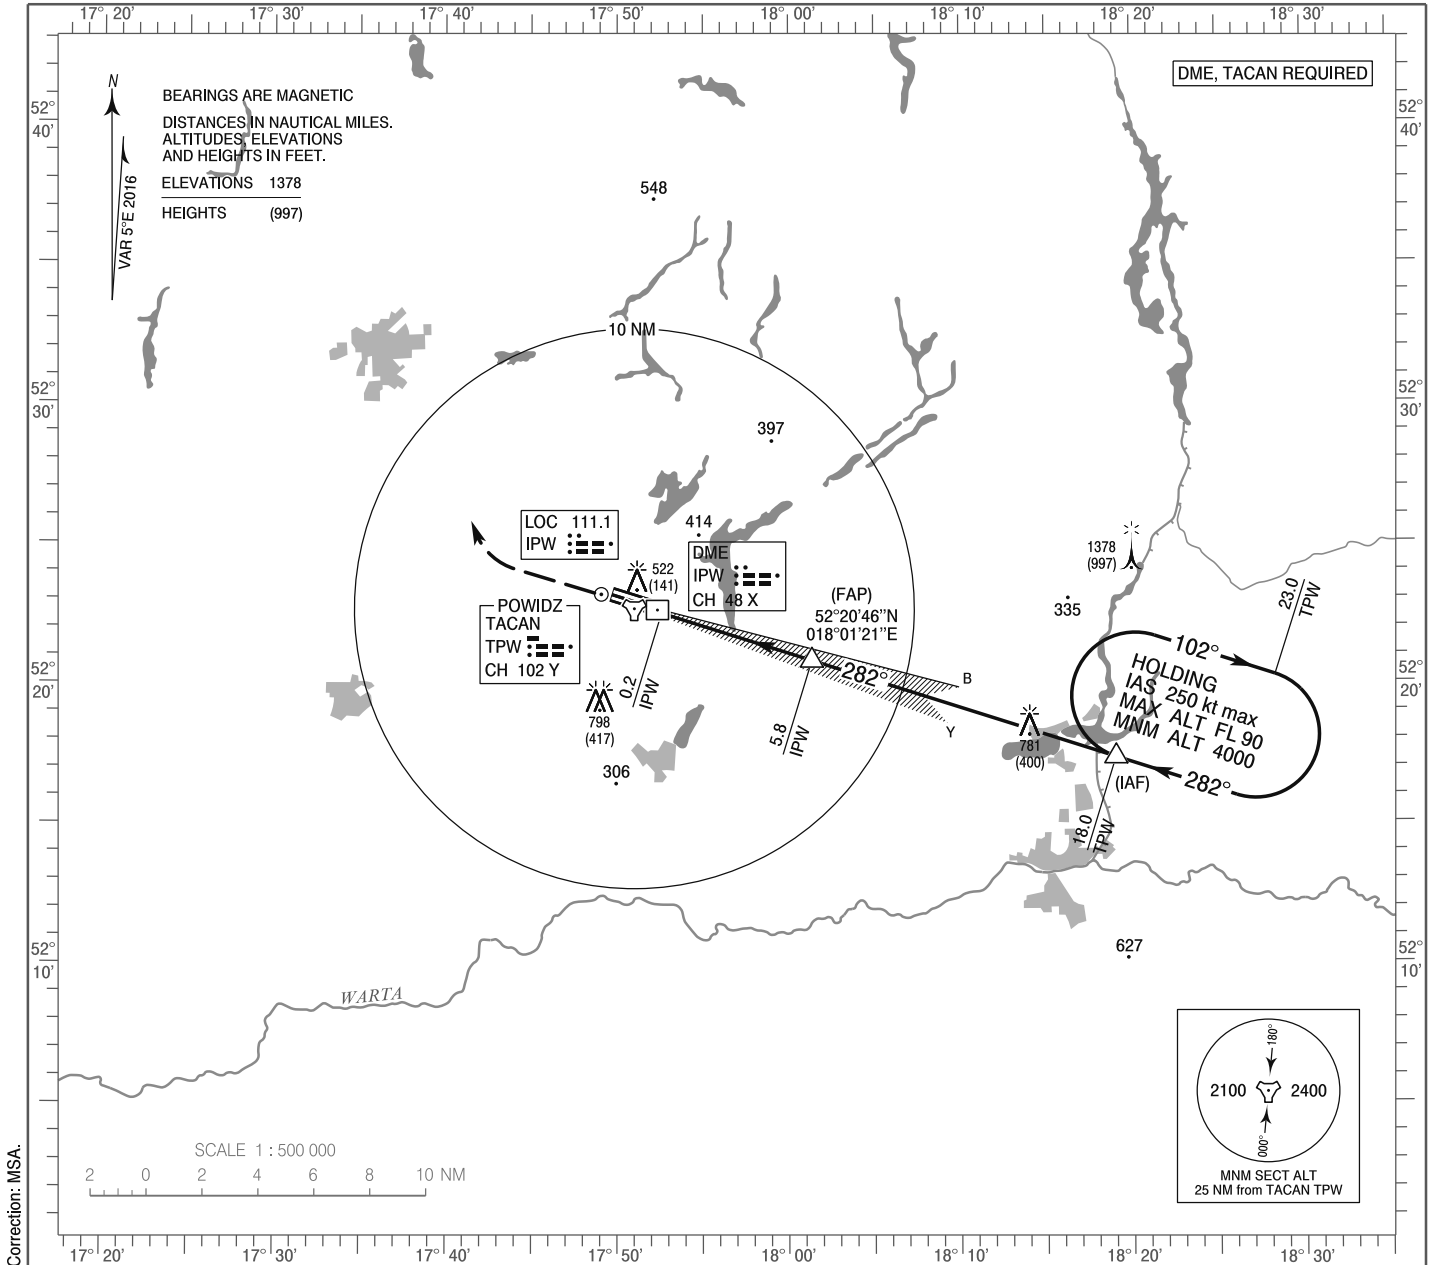 17° 20'
17° 30'
17° 40'
17° 50'
18° 00'
18° 10'
18° 20'
18° 30'
DME, TACAN REQUIRED
N
VAR 5°E 2016
BEARINGS ARE MAGNETIC
DISTANCES IN NAUTICAL MILES.
ALTITUDES, ELEVATIONS
AND HEIGHTS IN FEET.
ELEVATIONS 1378
HEIGHTS (997)
52°
40'
52°
40'
548
10 NM
52°
30'
52°
30'
397
LOC 111.1
IPW
414
522
(141)
DME
IPW
CH 48 X
1378
(997)
335
23.0
TPW
POWIDZ
TACAN
TPW
CH 102 Y
(FAP)
52°20'46"N
018°01'21"E
0.2
IPW
798
(417)
306
5.8
IPW
282°
B
Y
781
(400)
102°
HOLDING
IAS 250 kt max
MAX ALT FL 90
MNM ALT 4000
282°
(IAF)
18.0
TPW
52°
20'
52°
20'
627
52°
10'
52°
10'
WARTA
180°
2100
2400
000°
MNM SECT ALT
25 NM from TACAN TPW
SCALE 1 : 500 000
2 0 2 4 6 8 10 NM
Correction: MSA.
17° 20'
17° 30'
17° 40'
17° 50'
18° 00'
18° 10'
18° 20'
18° 30'